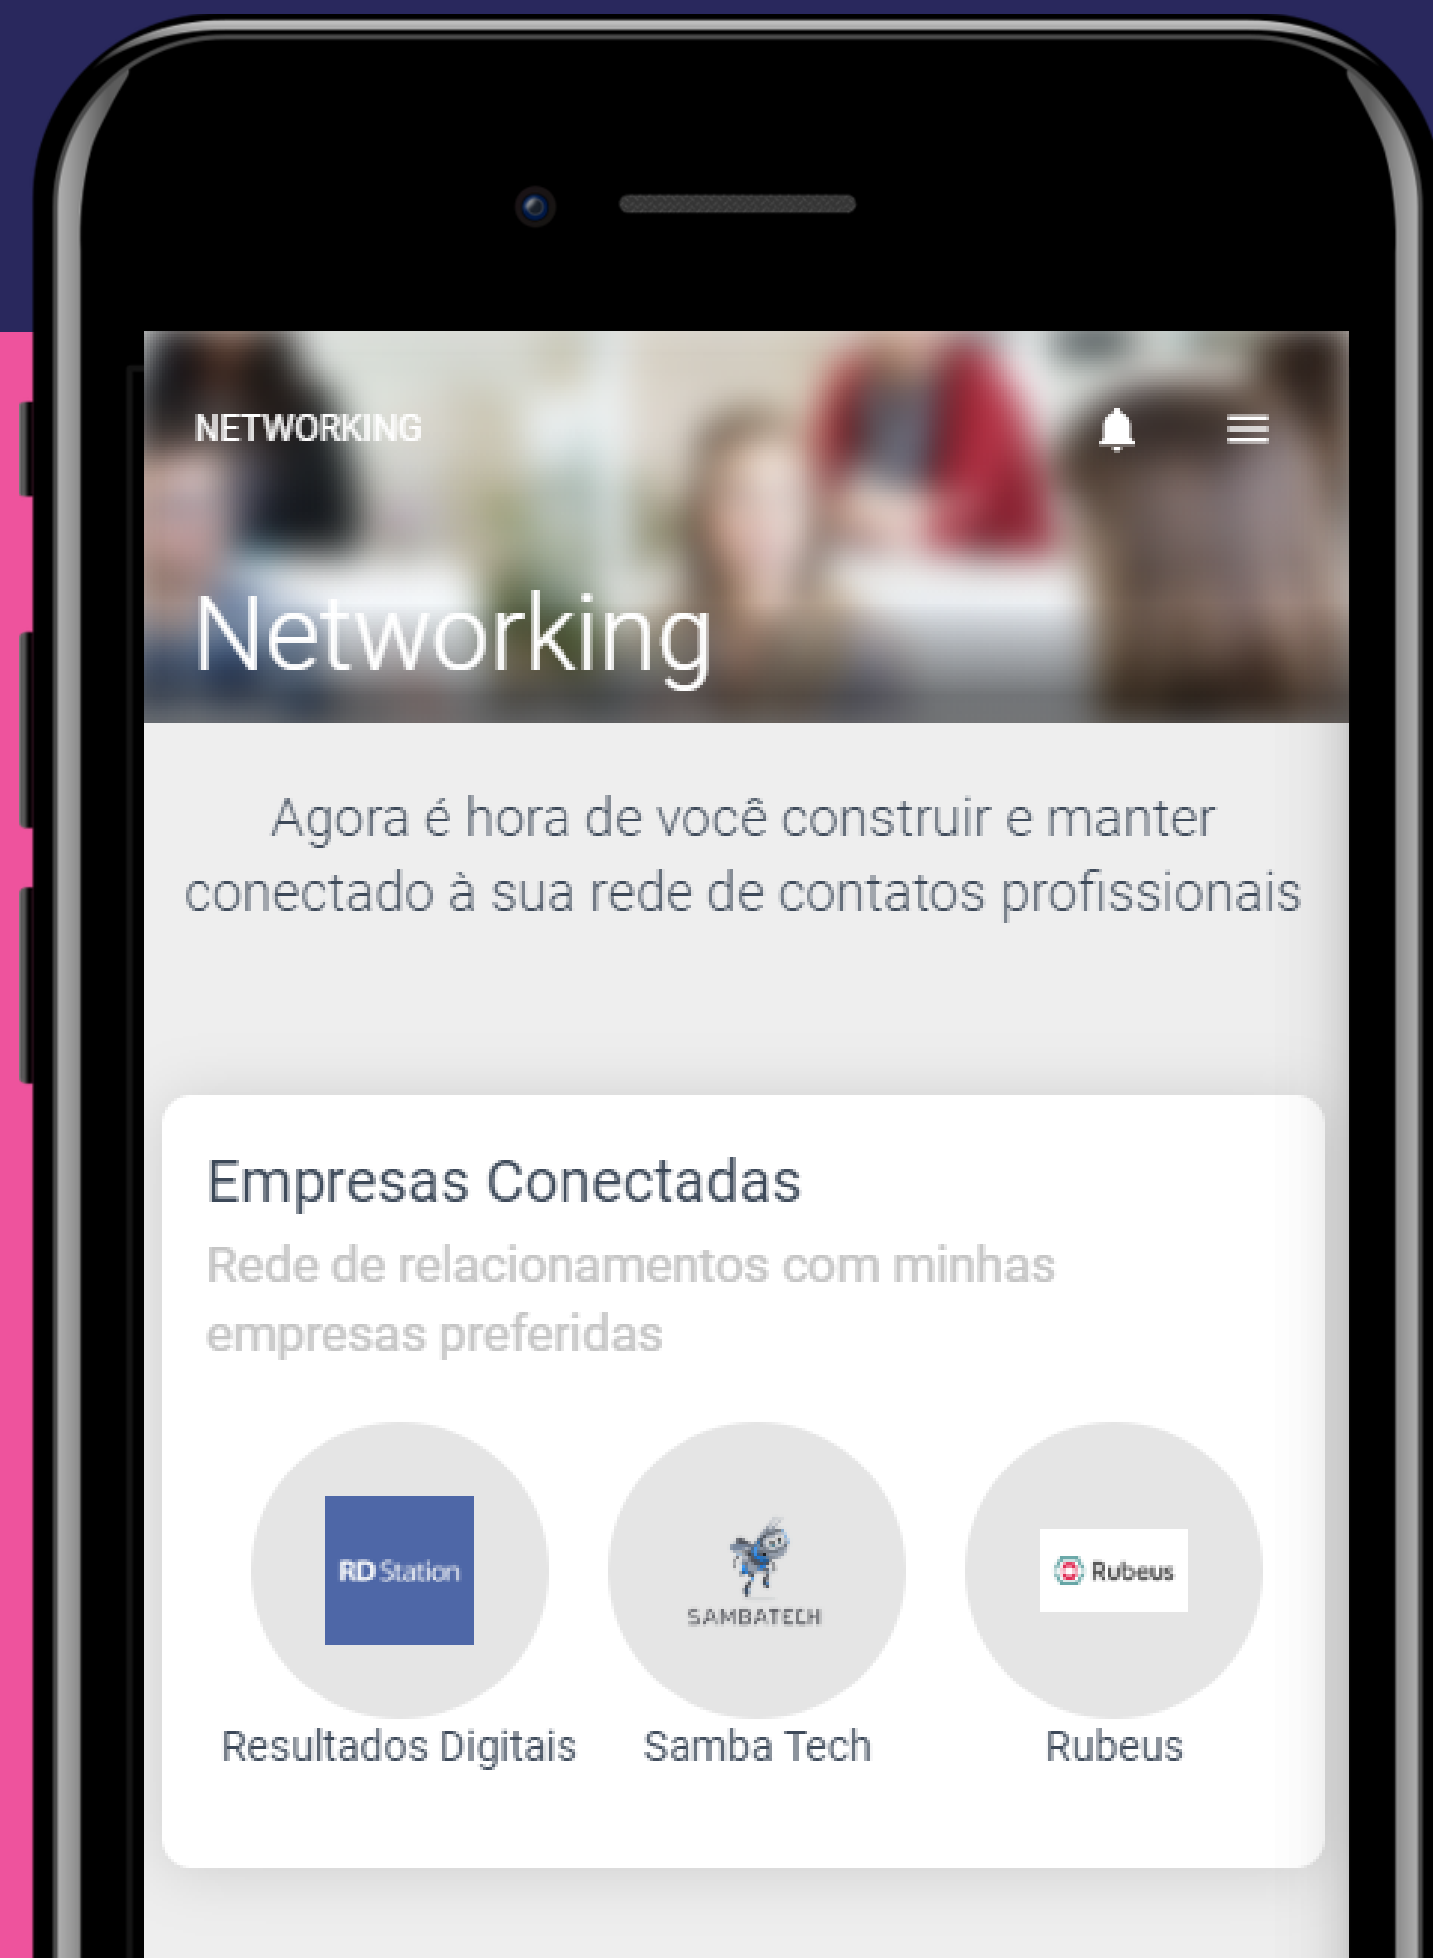 NETWORKING
Networking
Agora é hora de você construir e manter
conectado à sua rede de contatos profissionais
Empresas Conectadas
Rede de relacionamentos com minhas
empresas preferidas
RD Station
SAMBATECH
Rubeus
Resultados Digitais
Samba Tech
Rubeus